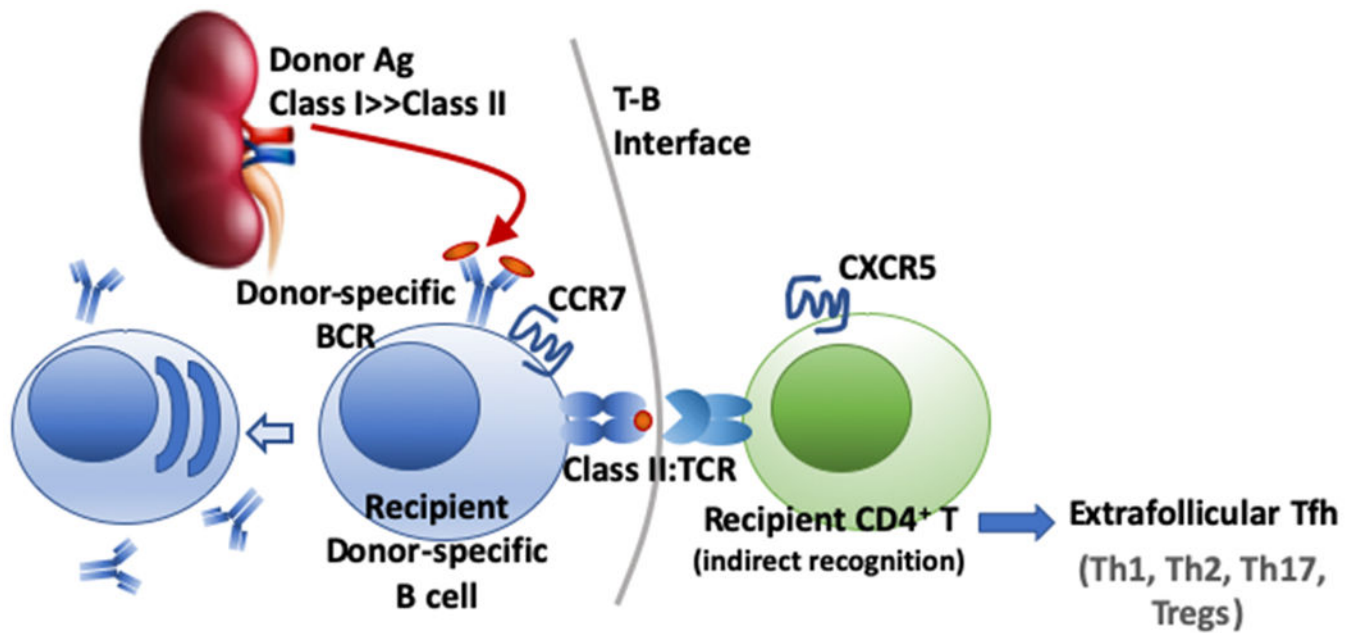 Donor Ag
Class I>>Class II
T-B
Interface
Donor-specific
BCR
CCR7
CXCR5
Class II:TCR
Recipient
Donor-specific
B cell
Recipient CD4⁺ T
(indirect recognition)
Extrafollicular Tfh
(Th1, Th2, Th17,
Tregs)